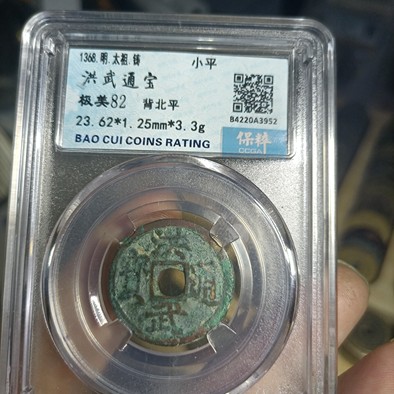 1368.明.太祖.铸 小平
洪武通宝
极美82 背北平
B4220A3952
23.62*1.25mm*3.3g
BAO CUI COINS RATING
保粹
CCGA
洪武通